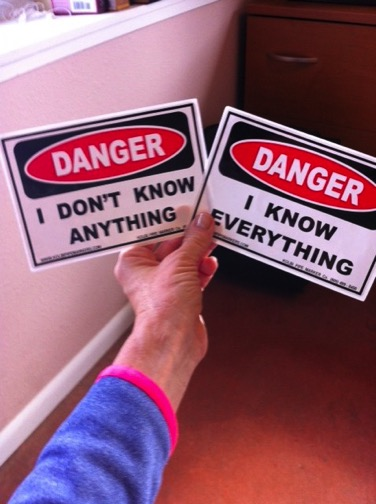 DANGER
I DON'T KNOW
ANYTHING
DANGER
I KNOW
EVERYTHING